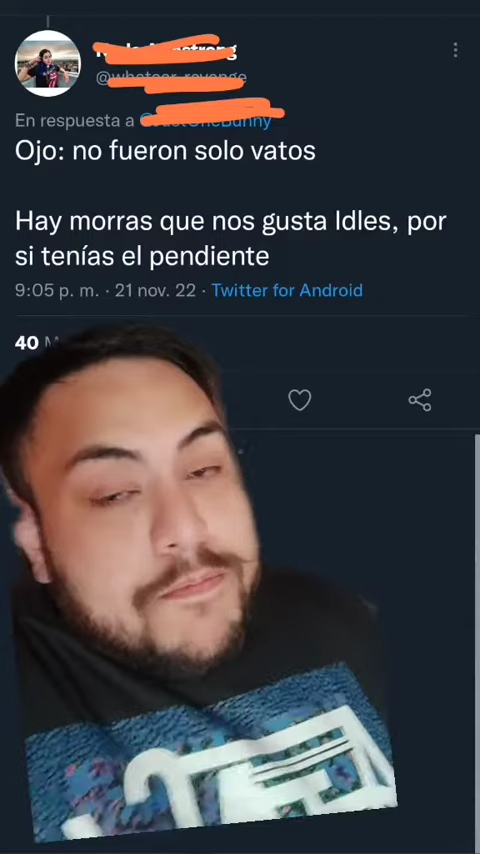 En respuesta a
Ojo: no fueron solo vatos
Hay morras que nos gusta Idles, por
si tenías el pendiente
9:05 p. m. · 21 nov. 22 · Twitter for Android
40 M